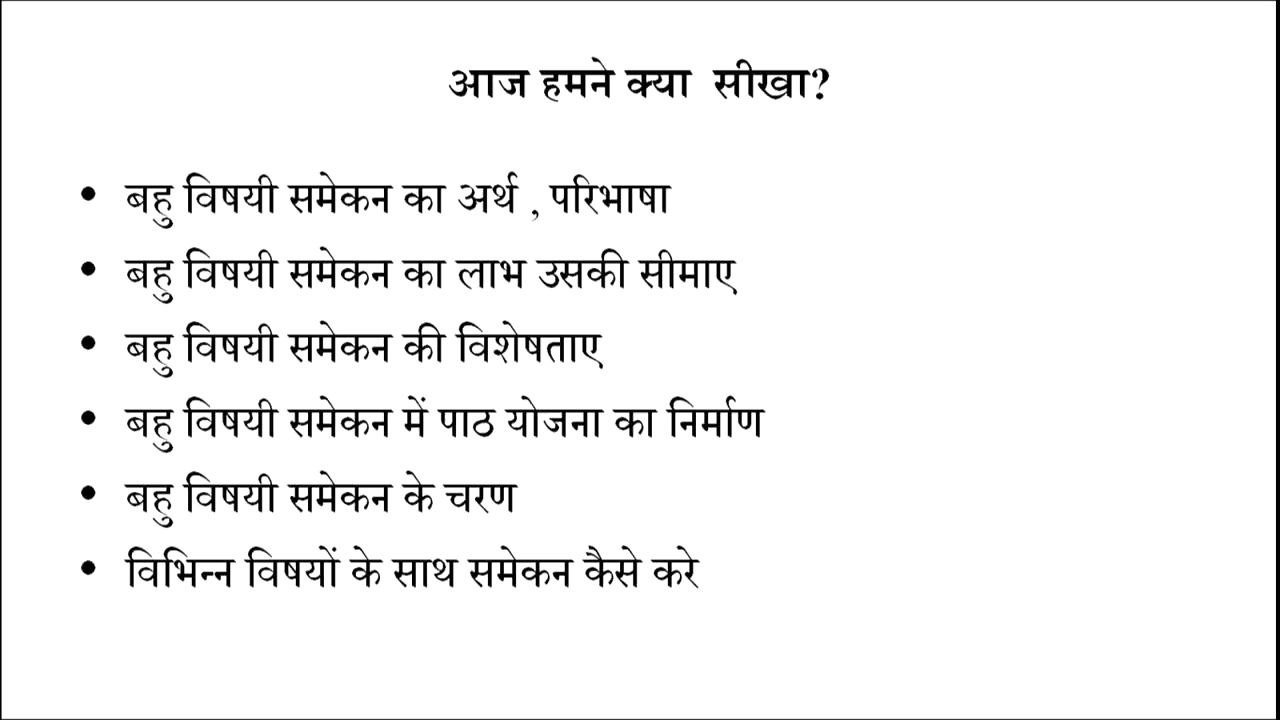 आज हमने क्या सीखा?
• बहु विषयी समेकन का अर्थ , परिभाषा
• बहु विषयी समेकन का लाभ उसकी सीमाए
• बहु विषयी समेकन की विशेषताए
• बहु विषयी समेकन में पाठ योजना का निर्माण
• बहु विषयी समेकन के चरण
• विभिन्न विषयों के साथ समेकन कैसे करे